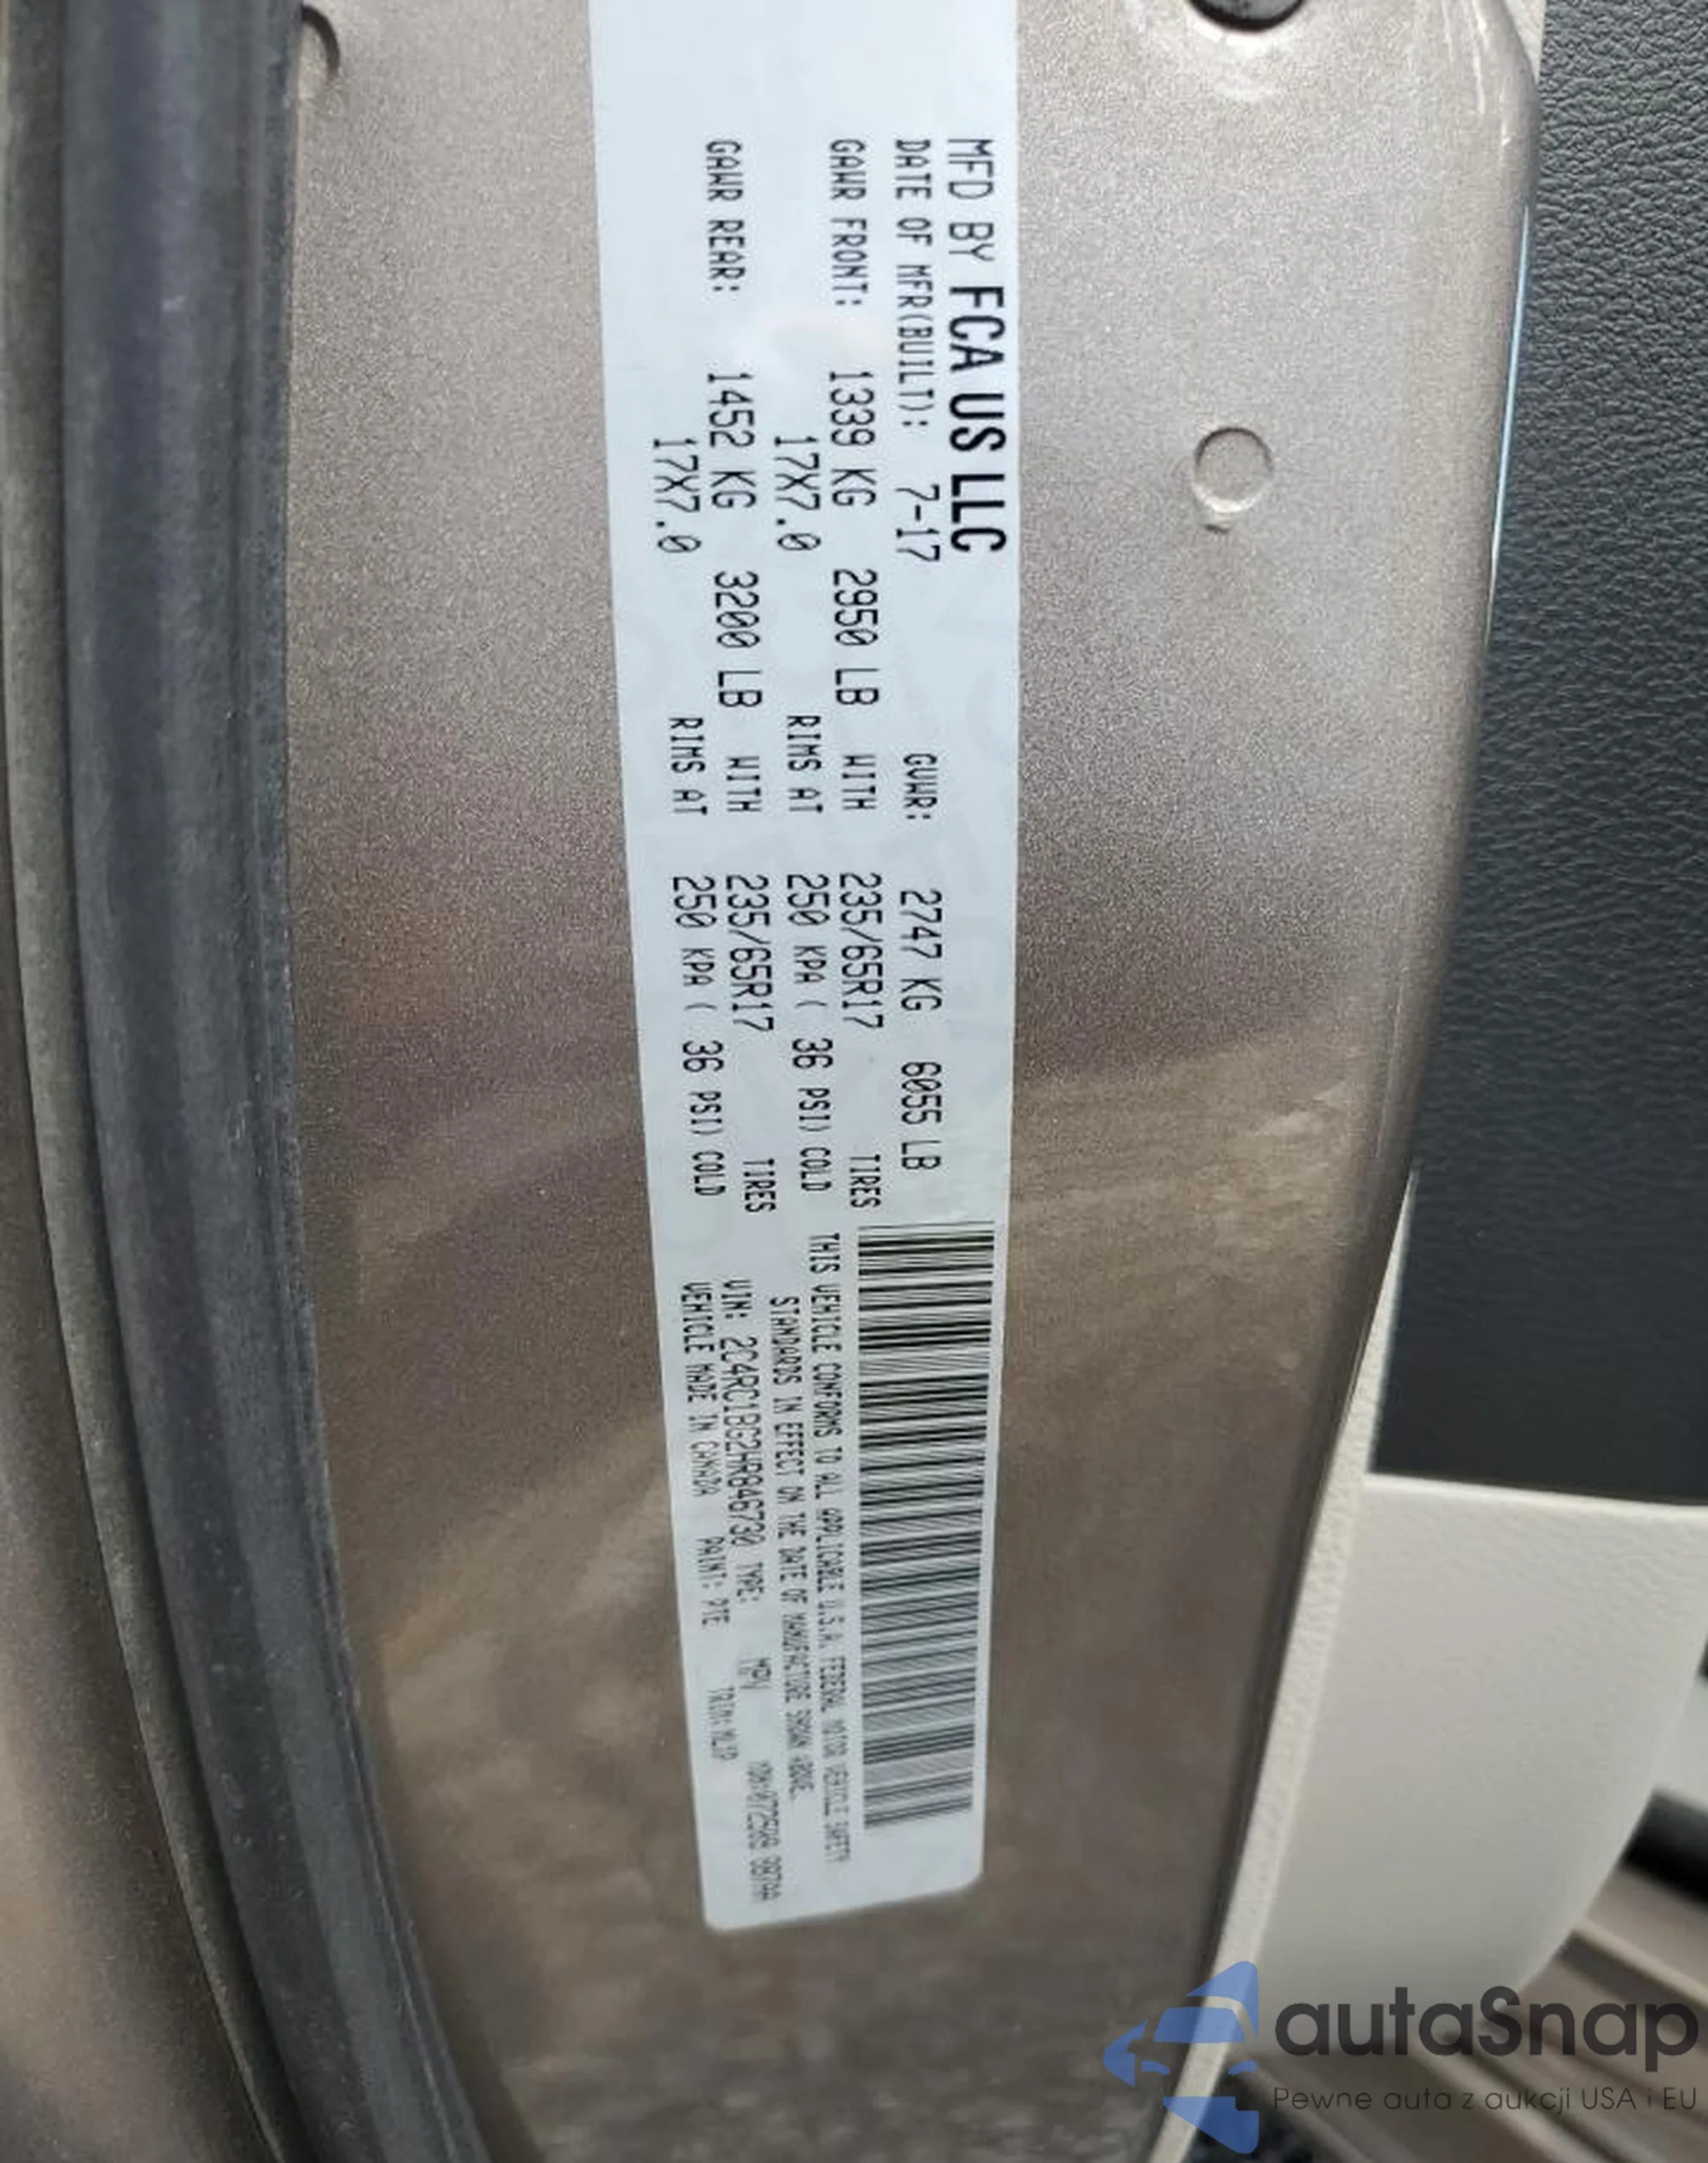 MFD BY FCA US LLC
DATE OF MFR(BUILT): 7-17 GVWR: 2747 KG 6055 LB
GAWR FRONT: 1339 KG 2950 LB WITH 235/65R17 TIRES
17X7.0 RIMS AT 250 KPA ( 36 PSI) COLD
GAWR REAR: 1452 KG 3200 LB WITH 235/65R17 TIRES
17X7.0 RIMS AT 250 KPA ( 36 PSI) COLD
THIS VEHICLE CONFORMS TO ALL APPLICABLE U.S.A. FEDERAL MOTOR VEHICLE SAFETY
STANDARDS IN EFFECT ON THE DATE OF MANUFACTURE SHOWN ABOVE.
VIN: 2C4RC1BG2HR846730 TYPE: MPV
VEHICLE MADE IN CANADA PAINT: PTE TRIM:
autaSnap
Pewne auta z aukcji USA i EU